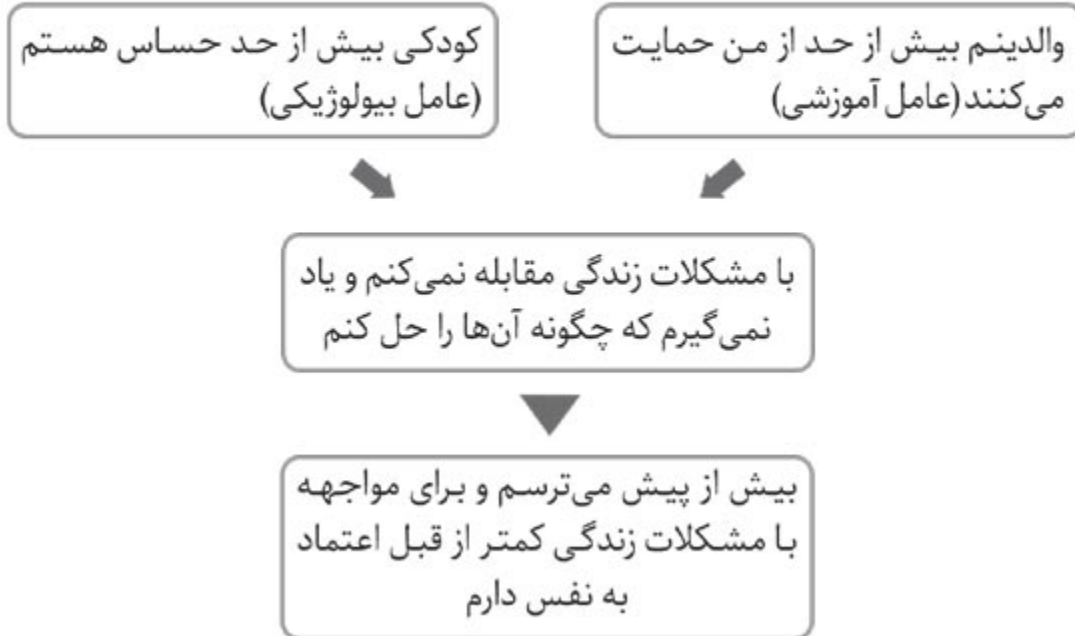 والدینم بیش از حد از من حمایت
می‌کنند (عامل آموزشی)
کودکی بیش از حد حساس هستم
(عامل بیولوژیکی)
با مشکلات زندگی مقابله نمی‌کنم و یاد
نمی‌گیرم که چگونه آن‌ها را حل کنم
بیش از پیش می‌ترسم و برای مواجهه
با مشکلات زندگی کمتر از قبل اعتماد
به نفس دارم